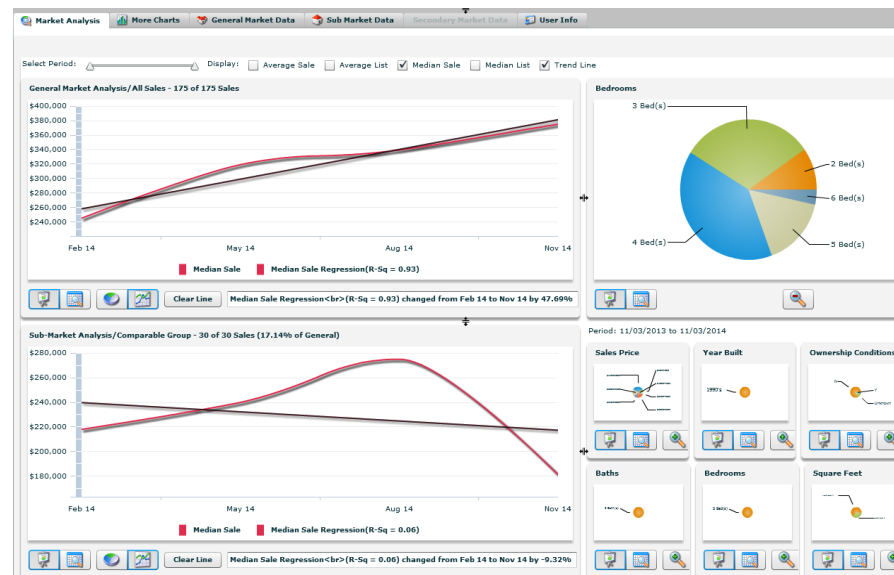 Market Analysis
More Charts
General Market Data
Sub Market Data
Secondary Market Data
User Info
Select Period:
Display:
Average Sale
Average List
Median Sale
Median List
Trend Line
General Market Analysis/All Sales - 175 of 175 Sales
$400,000
$380,000
$360,000
$340,000
$320,000
$300,000
$280,000
$260,000
$240,000
Feb 14
May 14
Aug 14
Nov 14
Median Sale
Median Sale Regression(R-Sq = 0.93)
Clear Line
Median Sale Regression<br>(R-Sq = 0.93) changed from Feb 14 to Nov 14 by 47.69%
Bedrooms
3 Bed(s)
2 Bed(s)
6 Bed(s)
4 Bed(s)
5 Bed(s)
Sub-Market Analysis/Comparable Group - 30 of 30 Sales (17.14% of General)
$280,000
$260,000
$240,000
$220,000
$200,000
$180,000
Feb 14
May 14
Aug 14
Nov 14
Median Sale
Median Sale Regression(R-Sq = 0.06)
Clear Line
Median Sale Regression<br>(R-Sq = 0.06) changed from Feb 14 to Nov 14 by -9.32%
Period: 11/03/2013 to 11/03/2014
Sales Price
Year Built
Ownership Conditions
1990's
Baths
Bedrooms
Square Feet